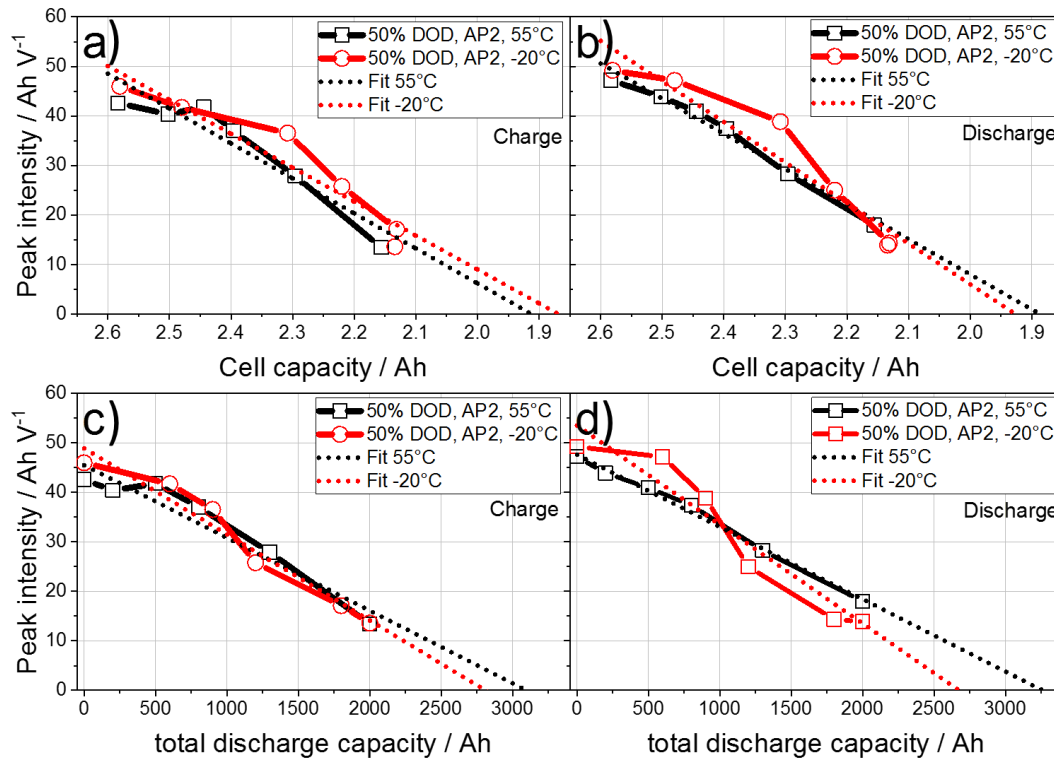 a)
50% DOD, AP2, 55°C
50% DOD, AP2, -20°C
Fit 55°C
Fit -20°C
Charge
Peak intensity / Ah V-1
60
50
40
30
20
10
0
2.6 2.5 2.4 2.3 2.2 2.1 2.0 1.9
Cell capacity / Ah
b)
50% DOD, AP2, 55°C
50% DOD, AP2, -20°C
Fit 55°C
Fit -20°C
Discharge
2.6 2.5 2.4 2.3 2.2 2.1 2.0 1.9
Cell capacity / Ah
c)
50% DOD, AP2, 55°C
50% DOD, AP2, -20°C
Fit 55°C
Fit -20°C
Charge
Peak intensity / Ah V-1
60
50
40
30
20
10
0
0 500 1000 1500 2000 2500 3000
total discharge capacity / Ah
d)
50% DOD, AP2, 55°C
50% DOD, AP2, -20°C
Fit 55°C
Fit -20°C
Discharge
0 500 1000 1500 2000 2500 3000
total discharge capacity / Ah